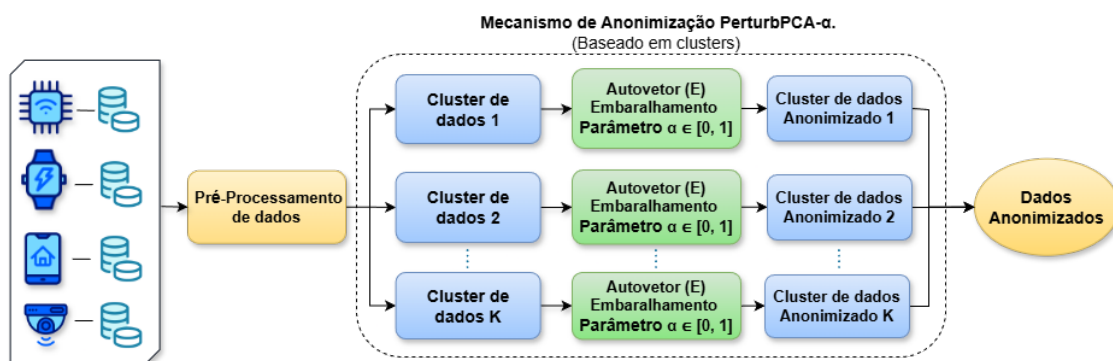 Mecanismo de Anonimização PerturbPCA-α.
(Baseado em clusters)
Pré-Processamento
de dados
Cluster de
dados 1
Autovetor (E)
Embaralhamento
Parâmetro α ∈ [0, 1]
Cluster de dados
Anonimizado 1
Cluster de
dados 2
Autovetor (E)
Embaralhamento
Parâmetro α ∈ [0, 1]
Cluster de dados
Anonimizado 2
Cluster de
dados K
Autovetor (E)
Embaralhamento
Parâmetro α ∈ [0, 1]
Cluster de dados
Anonimizado K
Dados
Anonimizados